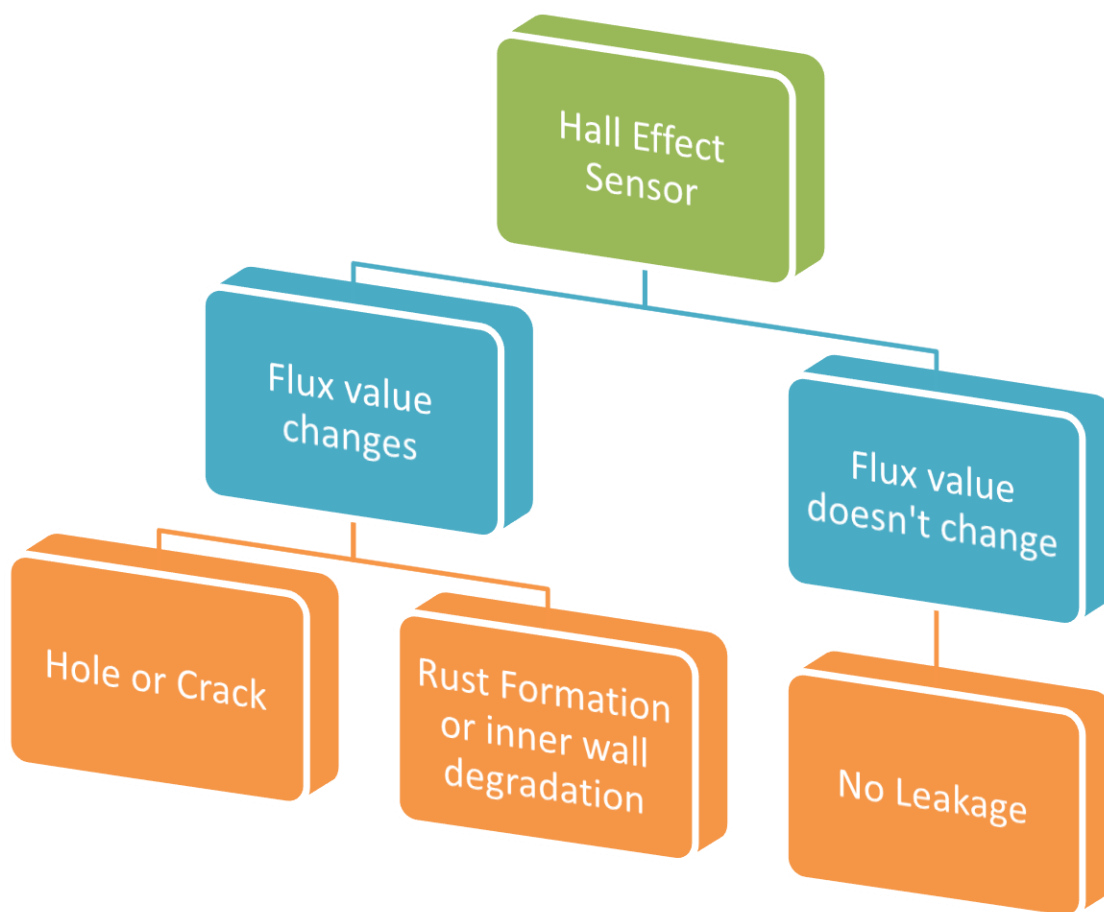 Hall Effect
Sensor
Flux value
changes
Flux value
doesn't change
Hole or Crack
Rust Formation
or inner wall
degradation
No Leakage